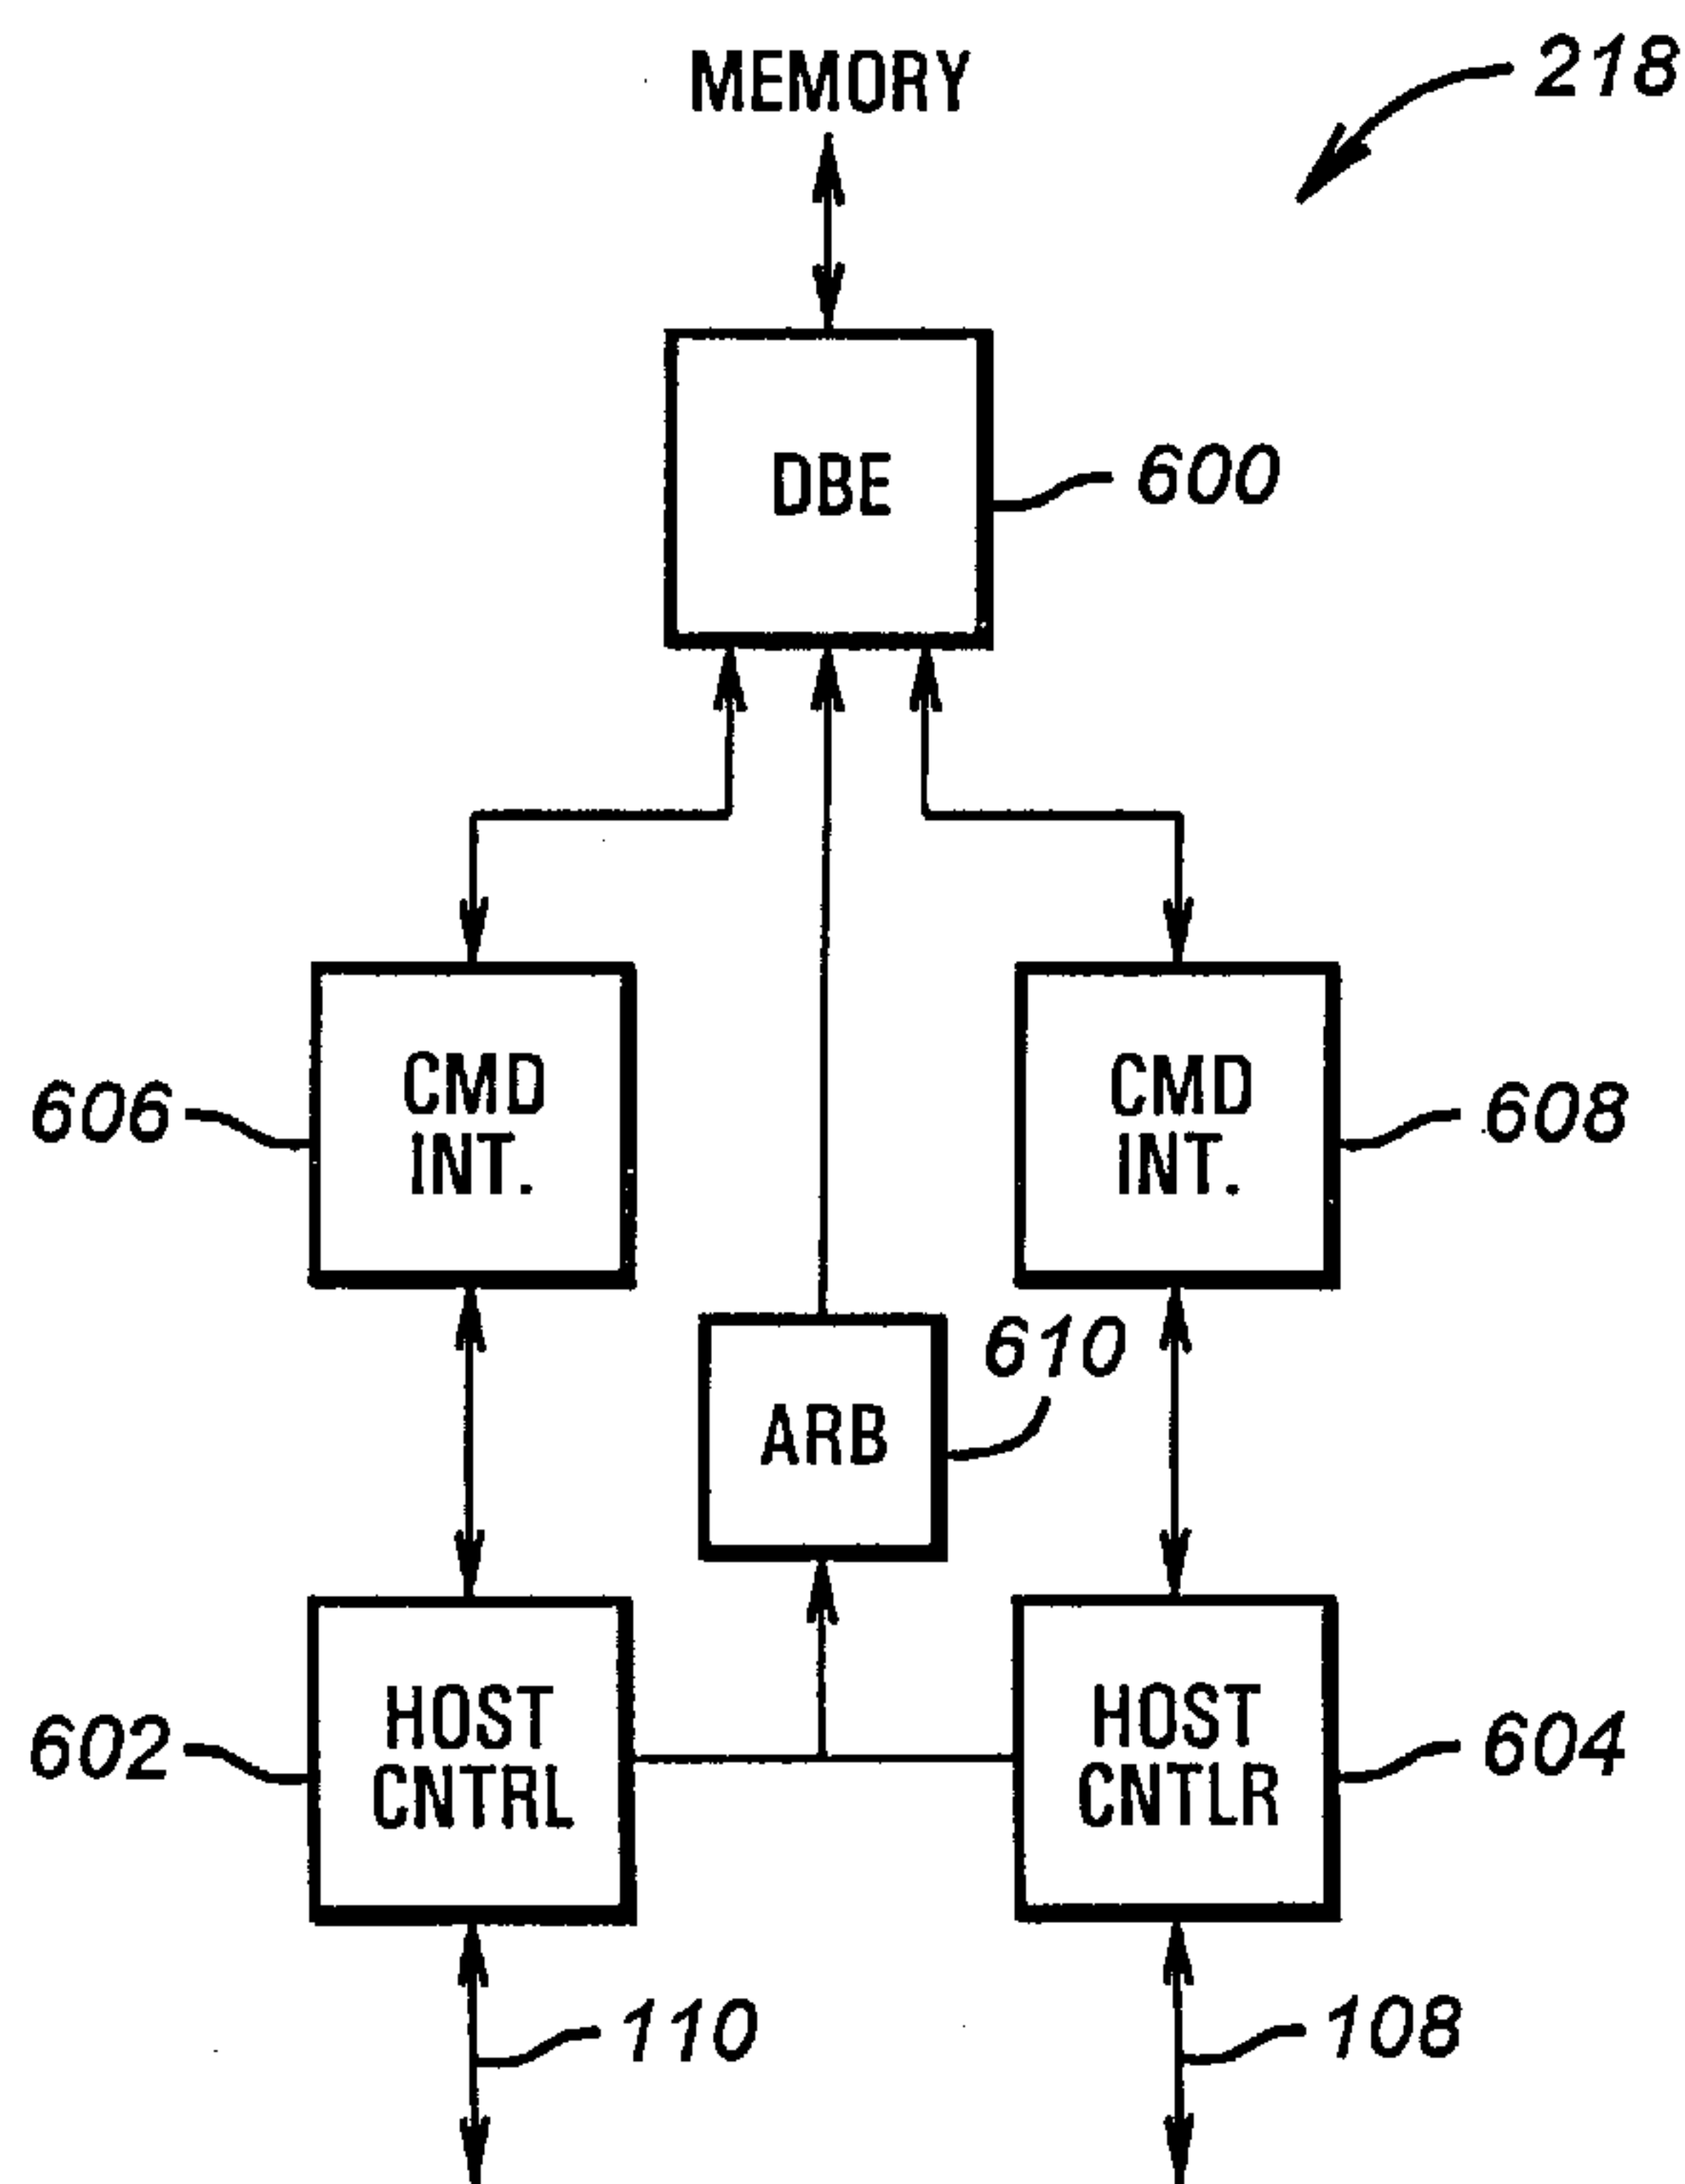 MEMORY
218
DBE
600
CMD
INT.
606
CMD
INT.
608
610
ARB
HOST
CNTRL
602
HOST
CNTLR
604
110
108